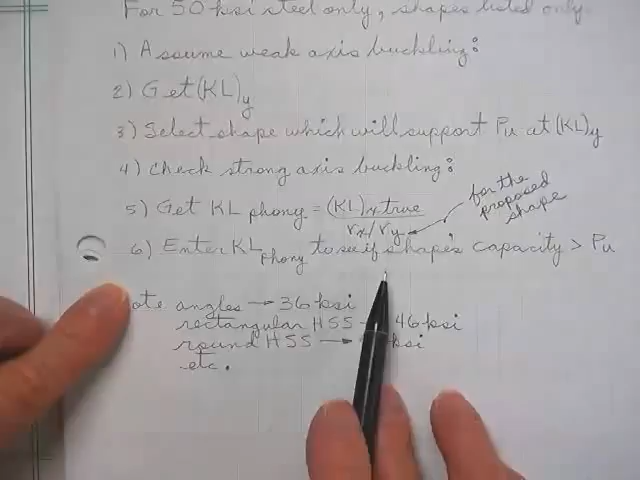 For 50 ksi steel only, shapes listed only.
1) Assume weak axis buckling:
2) Get (KL)y
3) Select shape which will support Pu at (KL)y
4) Check strong axis buckling:
5) Get KL phony = (KL)x true
rx/ry
for the
proposed
shape
6) Enter KL phony to see if shape's capacity > Pu
angles → 36 ksi
rectangular HSS 46 ksi
round HSS → ksi
etc.